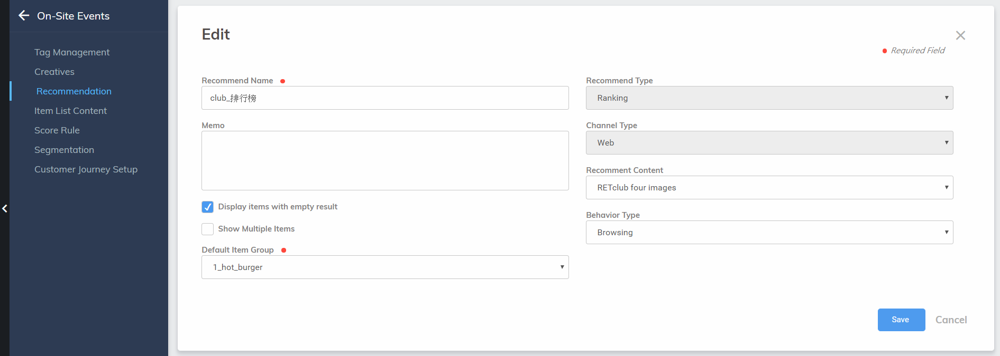 On-Site Events
Tag Management
Creatives
Recommendation
Item List Content
Score Rule
Segmentation
Customer Journey Setup
Edit
Required Field
Recommend Name
club_排行榜
Memo
Display items with empty result
Show Multiple Items
Default Item Group
1_hot_burger
Recommend Type
Ranking
Channel Type
Web
Recomment Content
RETclub four images
Behavior Type
Browsing
Save
Cancel